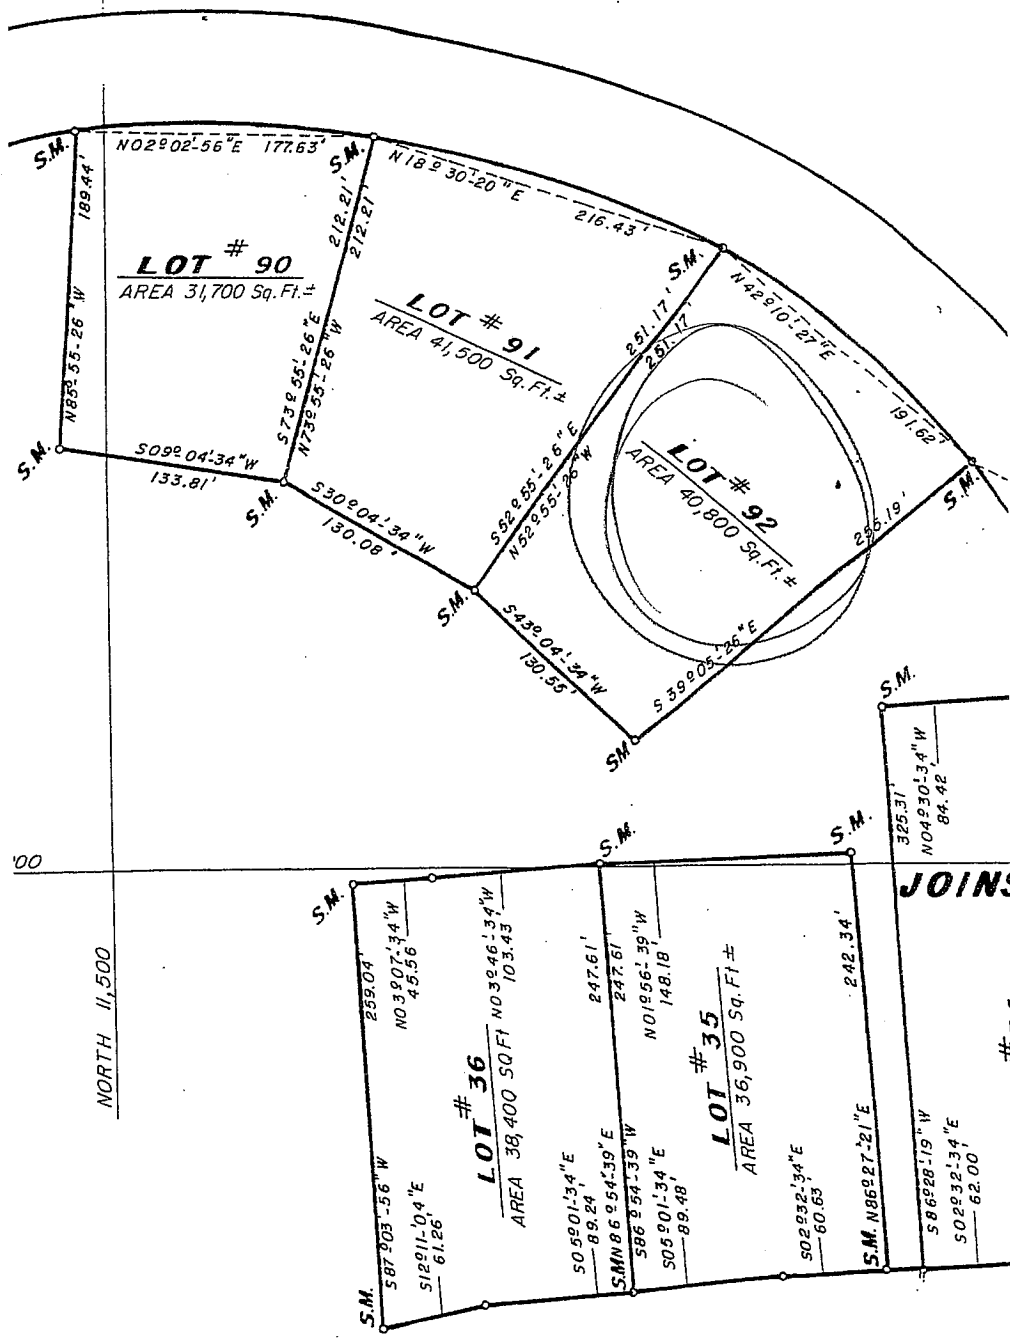 S.M.
N02º02'-56"E 177.63'
S.M.
N18º30'-20"E
216.43'
189.44'
N85º-55'-26"W
LOT # 90
AREA 31,700 Sq.Ft.±
212.21'
212.21'
S73º55'-26"E
N73º55'-26"W
LOT # 91
AREA 41,500 Sq.Ft.±
S.M.
N42º10'-27"E
191.62'
251.17'
251.17'
S52º55'-26"E
N52º55'-26"W
LOT # 92
AREA 40,800 Sq.Ft.±
S.M.
S39º05'-26"E
S.M.
S09º04'-34"W
133.81'
S.M.
S30º04'-34"W
130.08'
S.M.
S43º04'-34"W
130.55'
SM
S.M.
325.31'
N04º30'-34"W
84.42'
'00
JOINS
NORTH 11,500
S.M.
S.M.
S.M.
259.04'
N03º07'-34"W
45.56'
N03º46'-34"W
103.43'
247.61'
247.61'
N01º56'-39"W
148.18'
242.34'
LOT # 36
AREA 38,400 SQ Ft
LOT # 35
AREA 36,900 Sq.Ft±
#
S87º03'-56"W
S12º11'-04"E
61.26'
S05º01'-34"E
89.24'
N86º54'-39"E
S86º54'-39"W
S05º01'-34"E
89.48'
S02º32'-34"E
60.63'
N86º27'-21"E
S86º28'-19"W
S02º32'-34"E
62.00'
S.M.
S.M.
S.M.